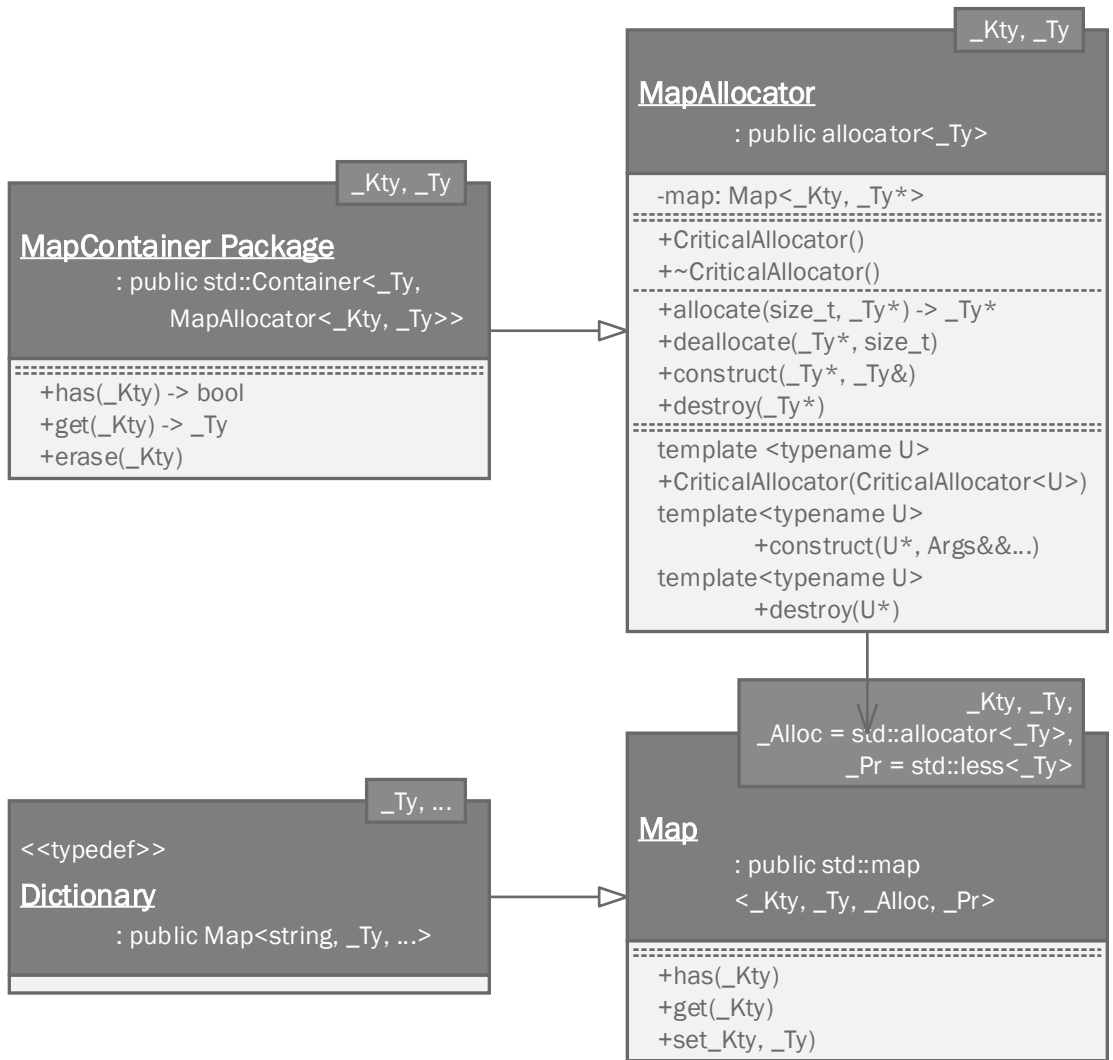 _Kty, _Ty
MapContainer Package
: public std::Container<_Ty,
MapAllocator<_Kty, _Ty>>
+has(_Kty) -> bool
+get(_Kty) -> _Ty
+erase(_Kty)
_Kty, _Ty
MapAllocator
: public allocator<_Ty>
-map: Map<_Kty, _Ty*>
+CriticalAllocator()
+~CriticalAllocator()
+allocate(size_t, _Ty*) -> _Ty*
+deallocate(_Ty*, size_t)
+construct(_Ty*, _Ty&)
+destroy(_Ty*)
template <typename U>
+CriticalAllocator(CriticalAllocator<U>)
template<typename U>
+construct(U*, Args&&...)
template<typename U>
+destroy(U*)
_Ty, ...
<<typedef>>
Dictionary
: public Map<string, _Ty, ...>
_Kty, _Ty,
_Alloc = std::allocator<_Ty>,
_Pr = std::less<_Ty>
Map
: public std::map
<_Kty, _Ty, _Alloc, _Pr>
+has(_Kty)
+get(_Kty)
+set_Kty, _Ty)